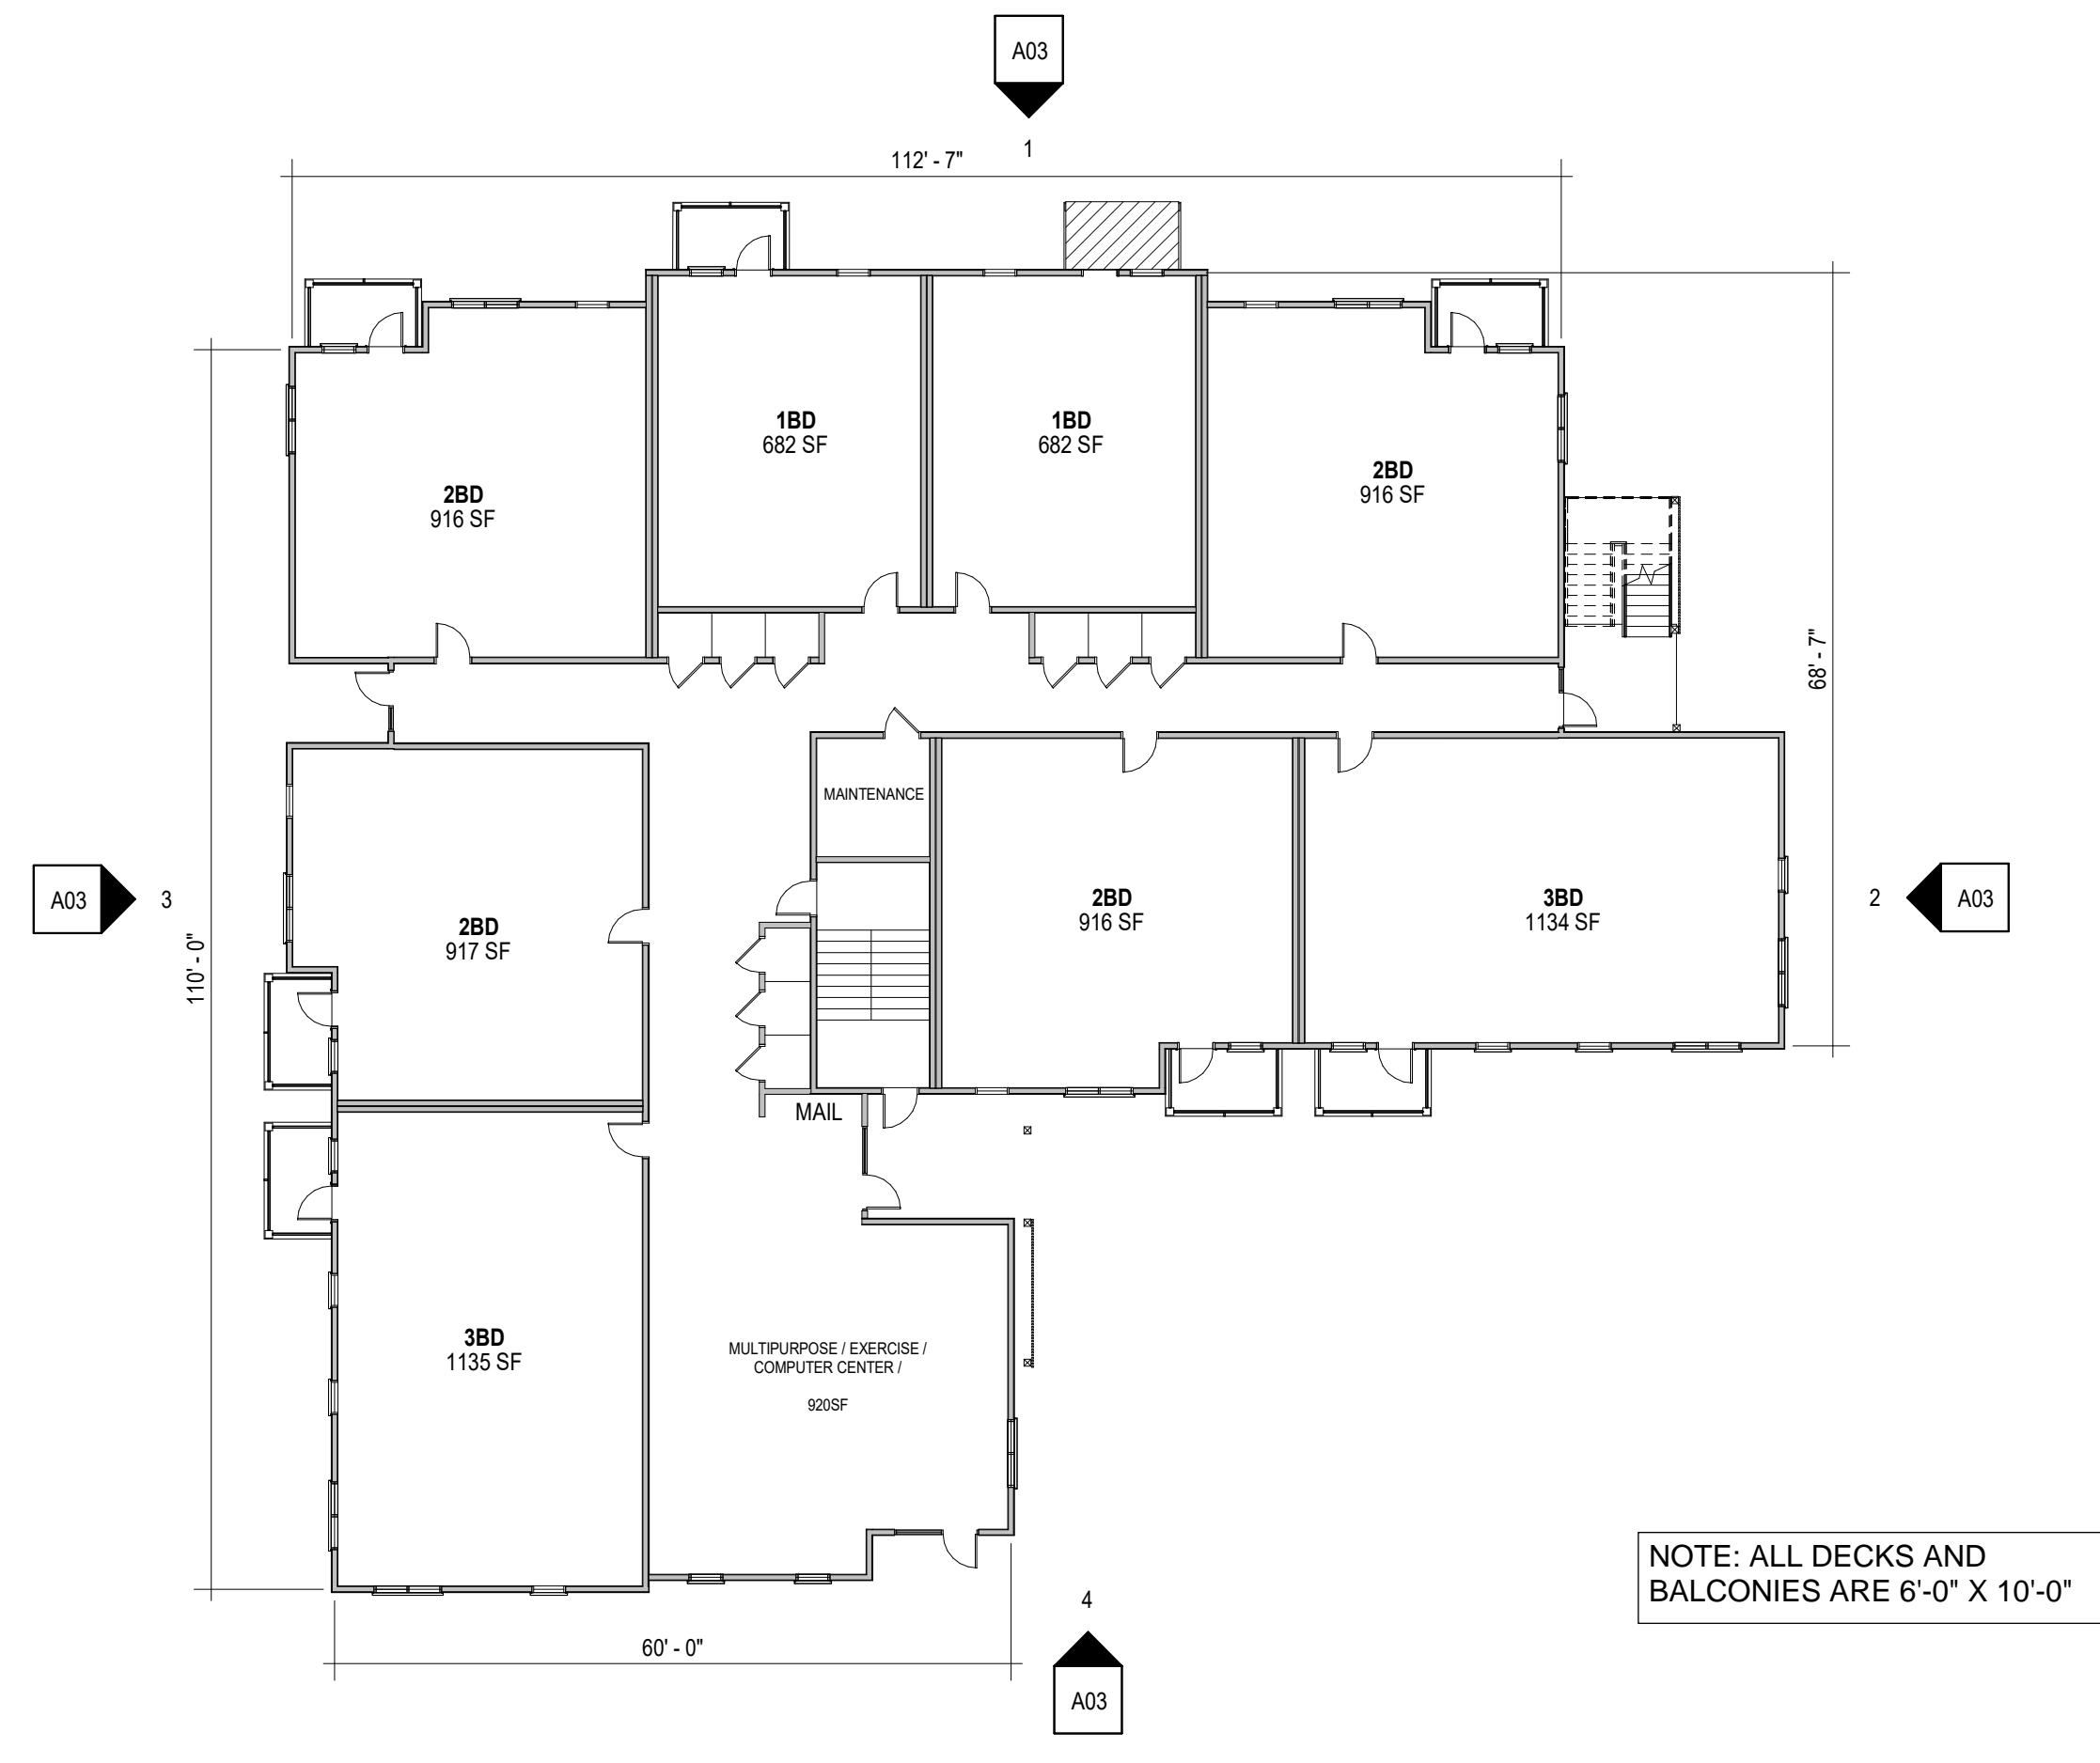 A03
1
112' - 7"
1BD
682 SF
1BD
682 SF
2BD
916 SF
2BD
916 SF
68' - 7"
MAINTENANCE
A03
3
2BD
917 SF
2BD
916 SF
3BD
1134 SF
2
A03
110' - 0"
MAIL
3BD
1135 SF
MULTIPURPOSE / EXERCISE /
COMPUTER CENTER /
920SF
NOTE: ALL DECKS AND
BALCONIES ARE 6'-0" X 10'-0"
4
60' - 0"
A03